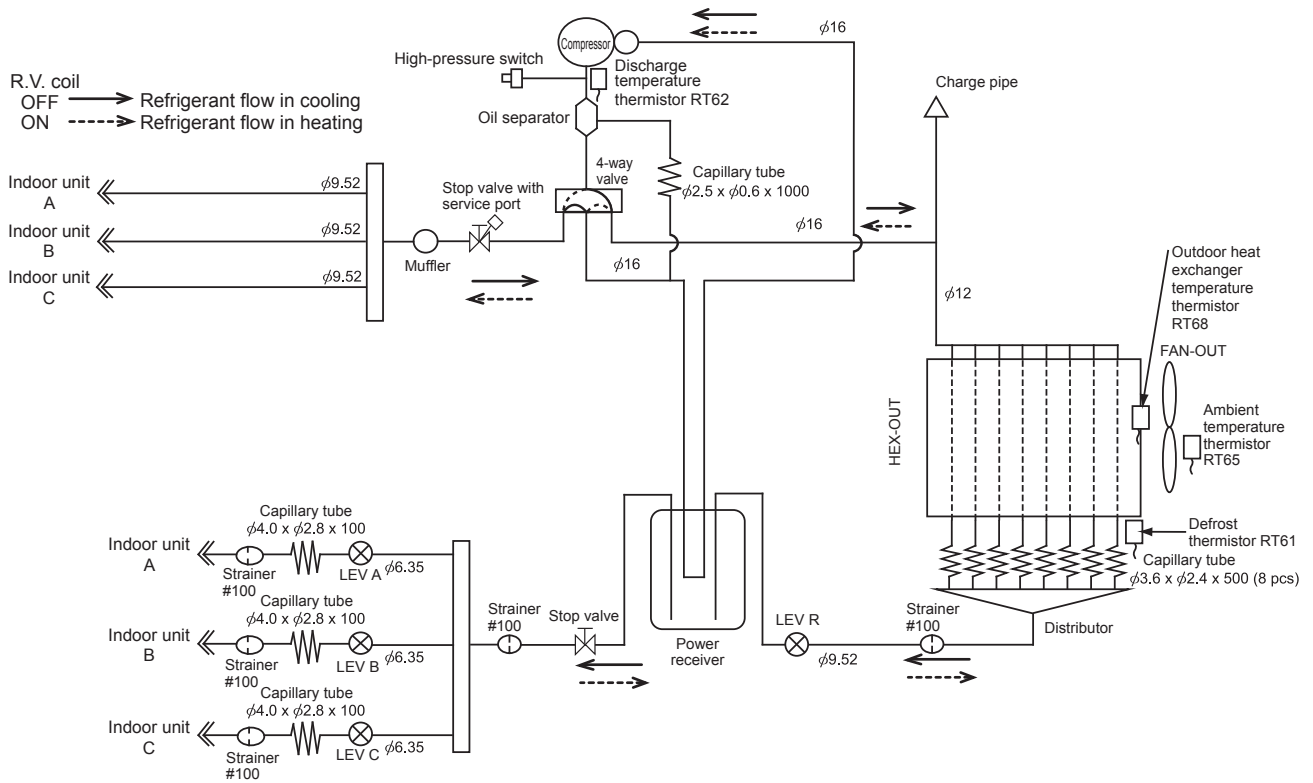 R.V. coil
OFF Refrigerant flow in cooling
ON Refrigerant flow in heating
High-pressure switch
Compressor
Discharge
temperature
thermistor RT62
ϕ16
Charge pipe
Oil separator
4-way
valve
Capillary tube
ϕ2.5 x ϕ0.6 x 1000
Indoor unit
A
ϕ9.52
Indoor unit
B
ϕ9.52
Indoor unit
C
ϕ9.52
Muffler
Stop valve with
service port
ϕ16
ϕ16
ϕ12
Outdoor heat
exchanger
temperature
thermistor
RT68
FAN-OUT
HEX-OUT
Ambient
temperature
thermistor
RT65
Defrost
thermistor RT61
Capillary tube
ϕ3.6 x ϕ2.4 x 500 (8 pcs)
Distributor
Strainer
#100
LEV R
ϕ9.52
Power
receiver
Stop valve
Strainer
#100
Indoor unit
A
Capillary tube
ϕ4.0 x ϕ2.8 x 100
Strainer
#100
LEV A
ϕ6.35
Indoor unit
B
Capillary tube
ϕ4.0 x ϕ2.8 x 100
Strainer
#100
LEV B
ϕ6.35
Indoor unit
C
Capillary tube
ϕ4.0 x ϕ2.8 x 100
Strainer
#100
LEV C
ϕ6.35